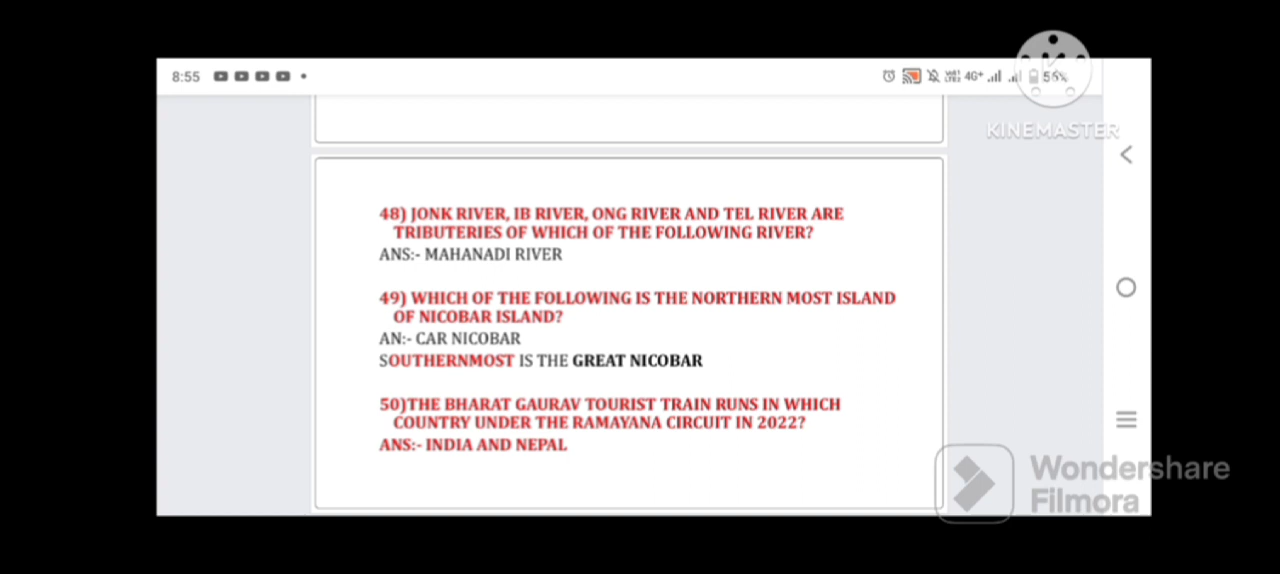 8:55
VoLTE2 4G+ 56%
KINEMASTER
48) JONK RIVER, IB RIVER, ONG RIVER AND TEL RIVER ARE
TRIBUTERIES OF WHICH OF THE FOLLOWING RIVER?
ANS:- MAHANADI RIVER
49) WHICH OF THE FOLLOWING IS THE NORTHERN MOST ISLAND
OF NICOBAR ISLAND?
AN:- CAR NICOBAR
SOUTHERNMOST IS THE GREAT NICOBAR
50)THE BHARAT GAURAV TOURIST TRAIN RUNS IN WHICH
COUNTRY UNDER THE RAMAYANA CIRCUIT IN 2022?
ANS:- INDIA AND NEPAL
Wondershare
Filmora